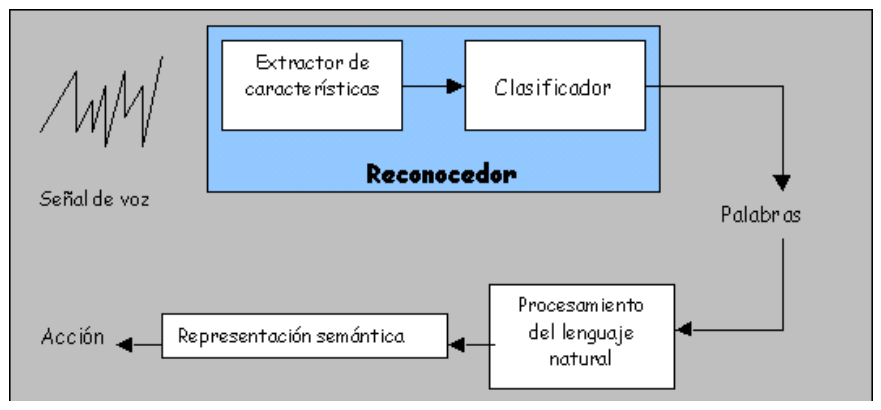 Extractor de
características
Clasificador
Reconocedor
Señal de voz
Palabras
Procesamiento
del lenguaje
natural
Representación semántica
Acción